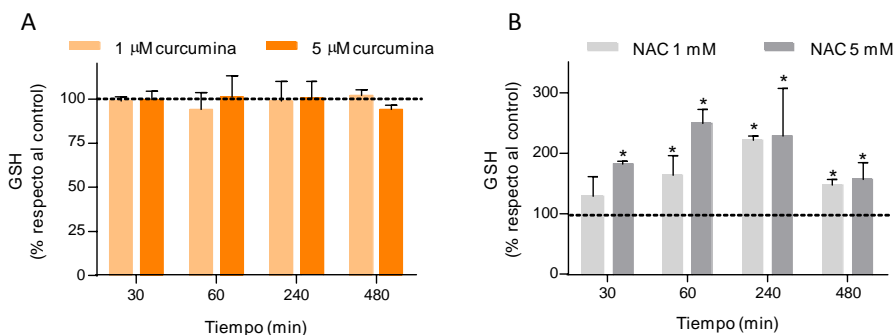 A
1 μM curcumina
5 μM curcumina
GSH
(% respecto al control)
100
75
50
25
0
30
60
240
480
Tiempo (min)
B
NAC 1 mM
NAC 5 mM
GSH
(% respecto al control)
300
200
100
0
*
*
*
*
*
*
*
30
60
240
480
Tiempo (min)